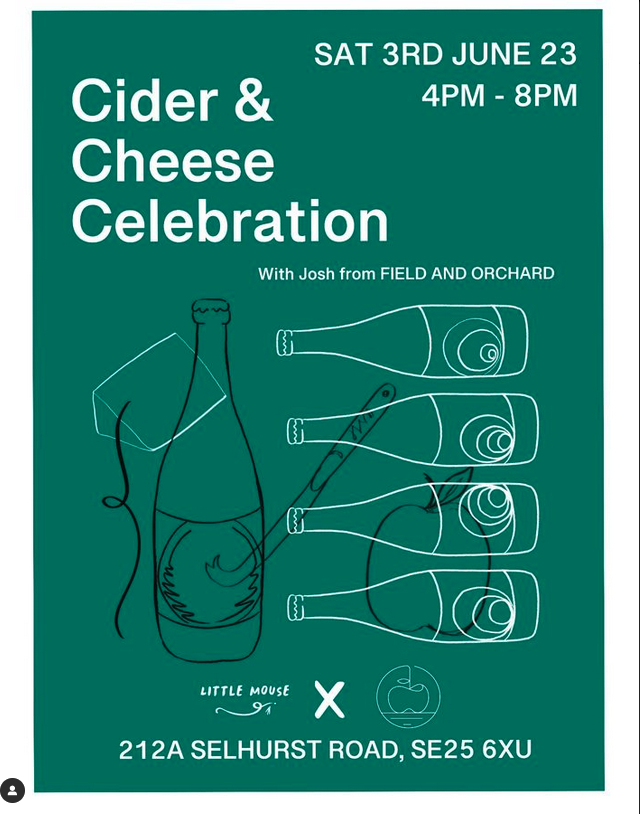 SAT 3RD JUNE 23
4PM - 8PM
Cider &
Cheese
Celebration
With Josh from FIELD AND ORCHARD
LITTLE MOUSE
X
212A SELHURST ROAD, SE25 6XU